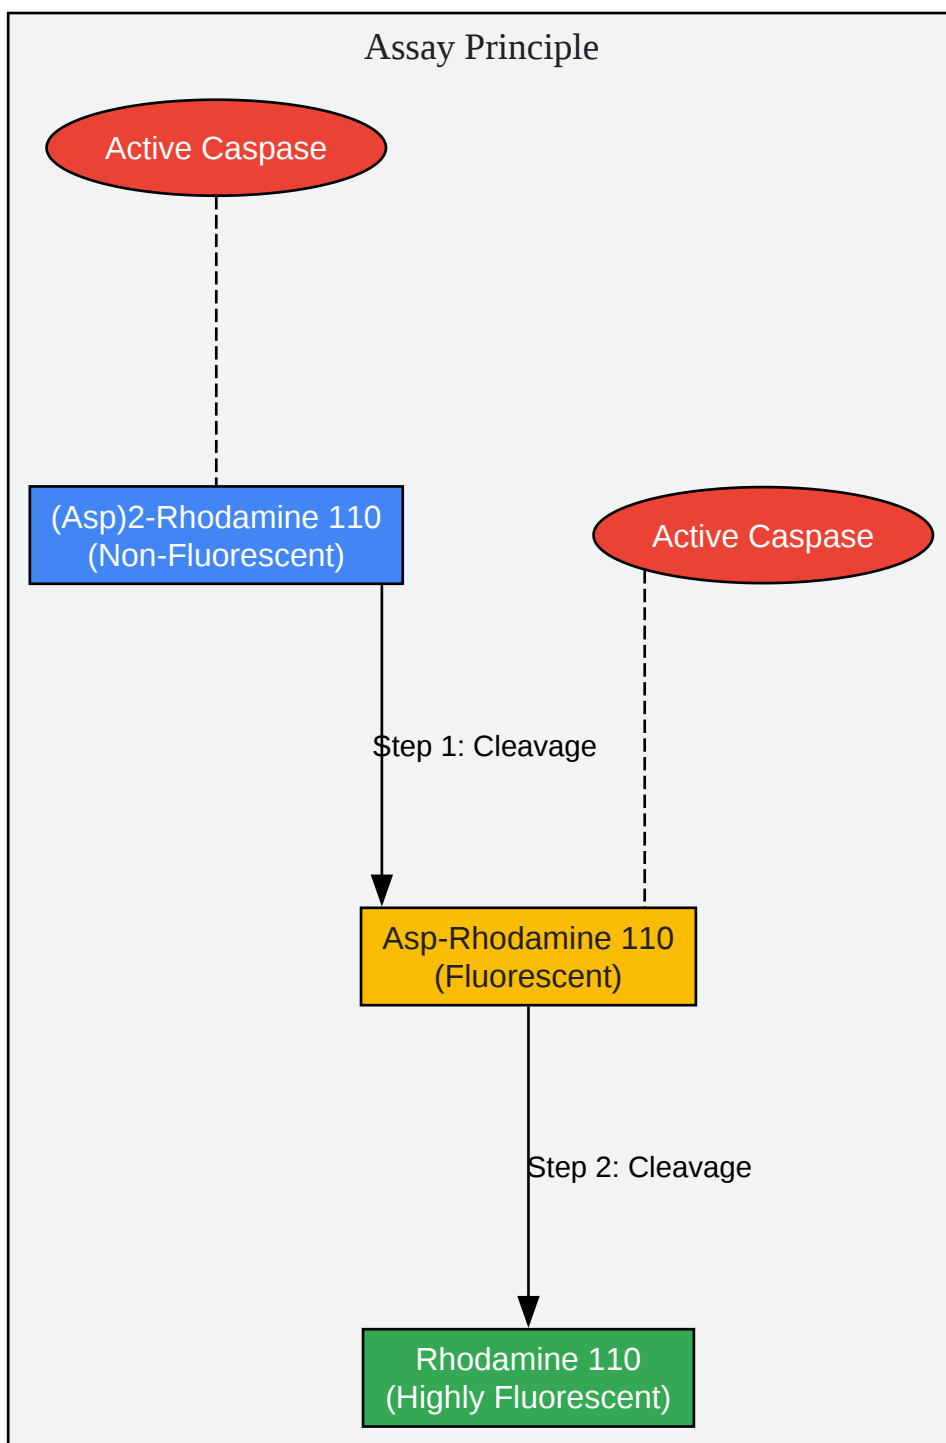 Assay Principle
Active Caspase
(Asp)2-Rhodamine 110
(Non-Fluorescent)
Active Caspase
Step 1: Cleavage
Asp-Rhodamine 110
(Fluorescent)
Step 2: Cleavage
Rhodamine 110
(Highly Fluorescent)